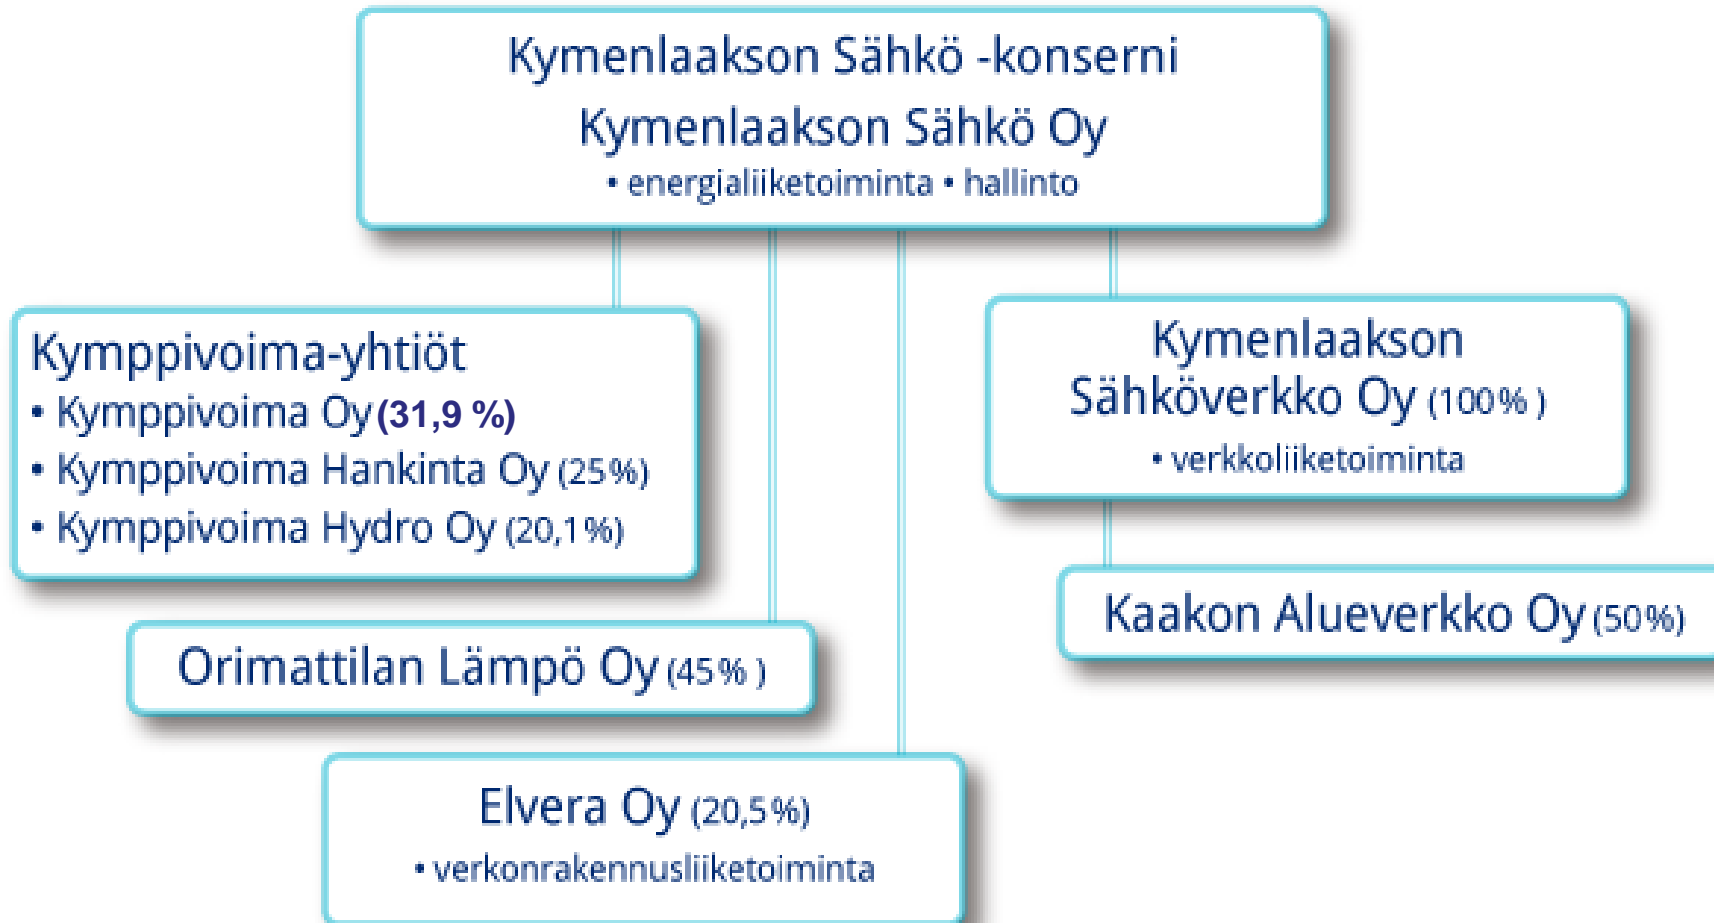 Kymenlaakson Sähkö -konserni
Kymenlaakson Sähkö Oy
• energialiiketoiminta • hallinto
Kymppivoima-yhtiöt
• Kymppivoima Oy (31,9 %)
• Kymppivoima Hankinta Oy (25%)
• Kymppivoima Hydro Oy (20,1%)
Kymenlaakson
Sähköverkko Oy (100% )
• verkkoliiketoiminta
Kaakon Alueverkko Oy (50%)
Orimattilan Lämpö Oy (45% )
Elvera Oy (20,5%)
• verkonrakennusliiketoiminta